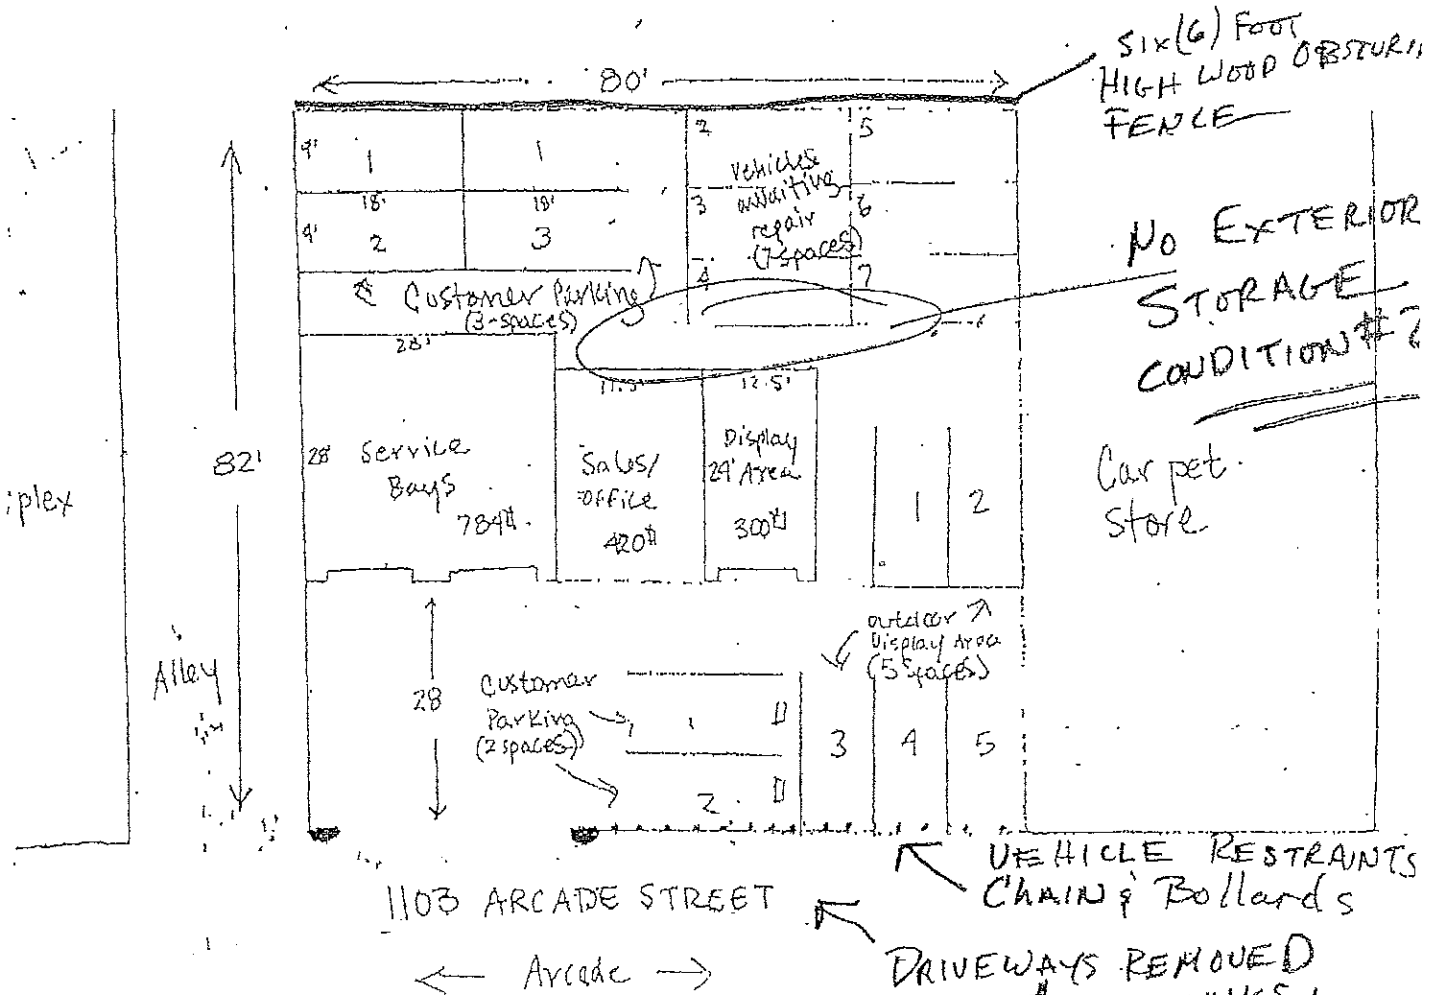 SIX(6) FOOT
HIGH WOOD
FENCE
80'
9' 1 1
18' 18'
9' 2 3
2 5
3 6
4 7
Vehicles
awaiting
repair
(7 spaces)
Customer Parking
(3-spaces)
NO EXTERIOR
STORAGE
CONDITION #
82'
28'
28'
Service
Bays
784
Sales/
office
420
12.5'
Display
Area
300
1 2
Carpet
store
Alley
28
Customer
Parking
(2 spaces)
1
2
outdoor
Display Area
(5 Spaces)
3 4 5
1103 ARCADE STREET
Arcade
VEHICLE RESTRAINTS
CHAIN & Bollards
DRIVEWAYS REMOVED